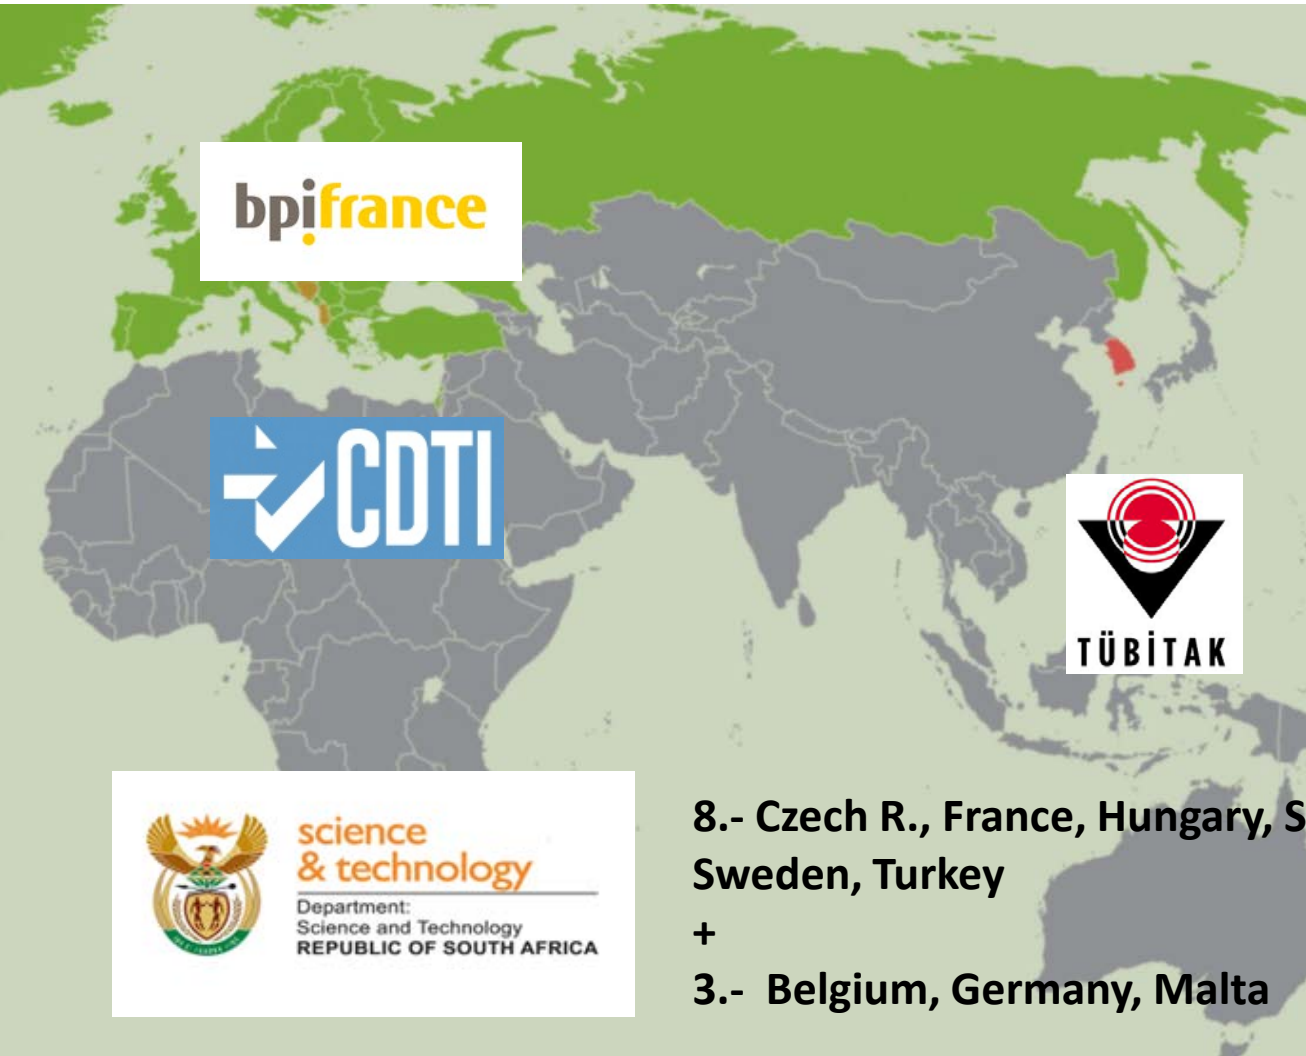 bpifrance
CDTI
TÜBİTAK
science
& technology
Department:
Science and Technology
REPUBLIC OF SOUTH AFRICA
8.- Czech R., France, Hungary, S
Sweden, Turkey
+
3.- Belgium, Germany, Malta